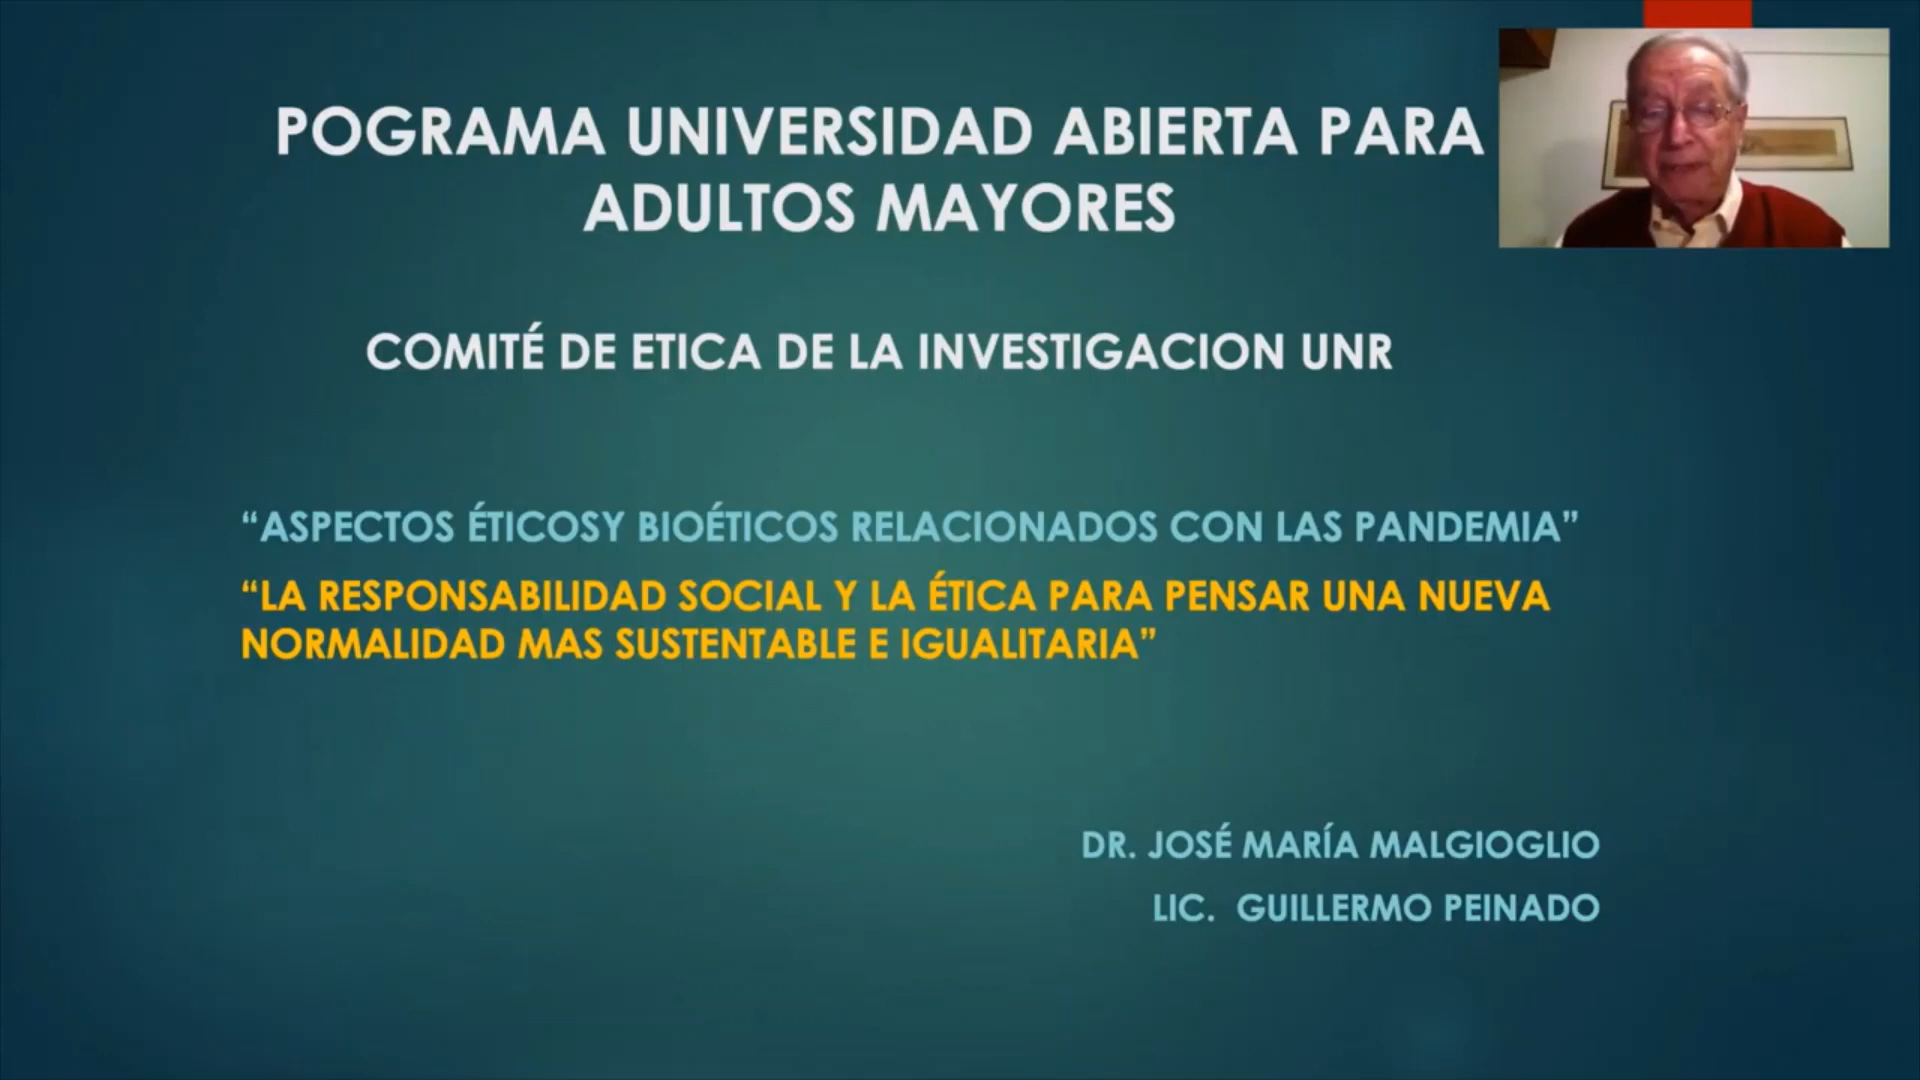 POGRAMA UNIVERSIDAD ABIERTA PARA
ADULTOS MAYORES
COMITÉ DE ETICA DE LA INVESTIGACION UNR
“ASPECTOS ÉTICOSY BIOÉTICOS RELACIONADOS CON LAS PANDEMIA”
“LA RESPONSABILIDAD SOCIAL Y LA ÉTICA PARA PENSAR UNA NUEVA
NORMALIDAD MAS SUSTENTABLE E IGUALITARIA”
DR. JOSÉ MARÍA MALGIOGLIO
LIC.  GUILLERMO PEINADO